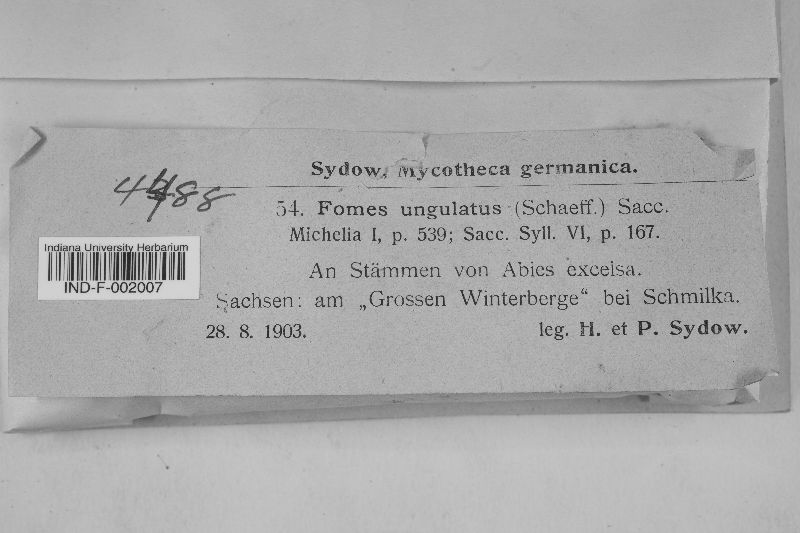 Sydow, Mycotheca germanica.
54. Fomes ungulatus (Schaeff.) Sacc.
Michelia I, p. 539; Sacc. Syll. VI, p. 167.
An Stämmen von Abies excelsa.
Sachsen: am „Grossen Winterberge“ bei Schmilka.
28. 8. 1903. leg. H. et P. Sydow.
Indiana University Herbarium
IND-F-002007